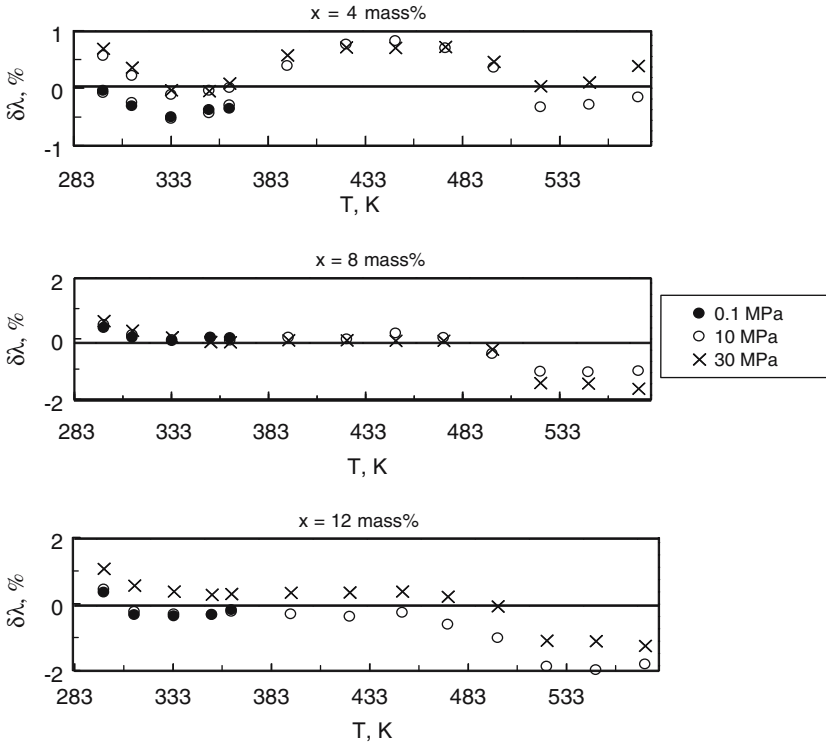 x = 4 mass%
1
0
-1
δλ, %
283 333 383 433 483 533
T, K
x = 8 mass%
2
0
-2
δλ, %
283 333 383 433 483 533
T, K
0.1 MPa
10 MPa
30 MPa
x = 12 mass%
2
0
-2
δλ, %
283 333 383 433 483 533
T, K